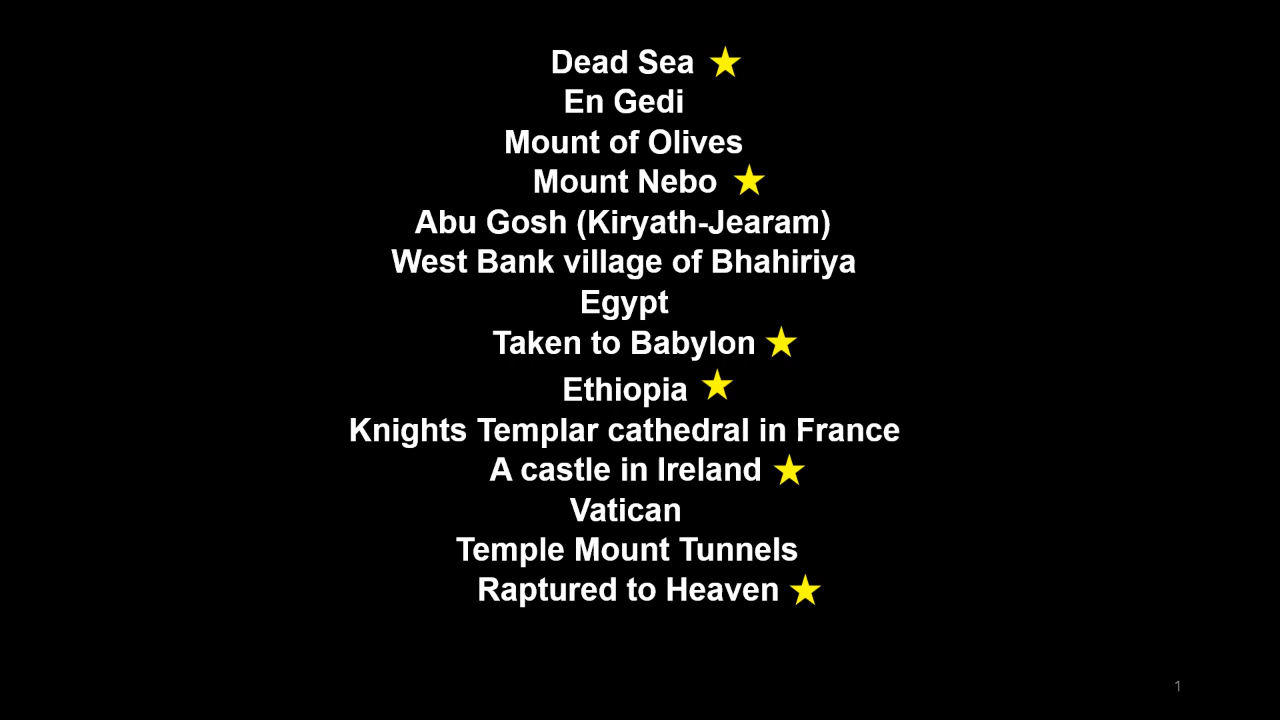 Dead Sea
En Gedi
Mount of Olives
Mount Nebo
Abu Gosh (Kiryath-Jearam)
West Bank village of Bhahiriya
Egypt
Taken to Babylon
Ethiopia
Knights Templar cathedral in France
A castle in Ireland
Vatican
Temple Mount Tunnels
Raptured to Heaven
1